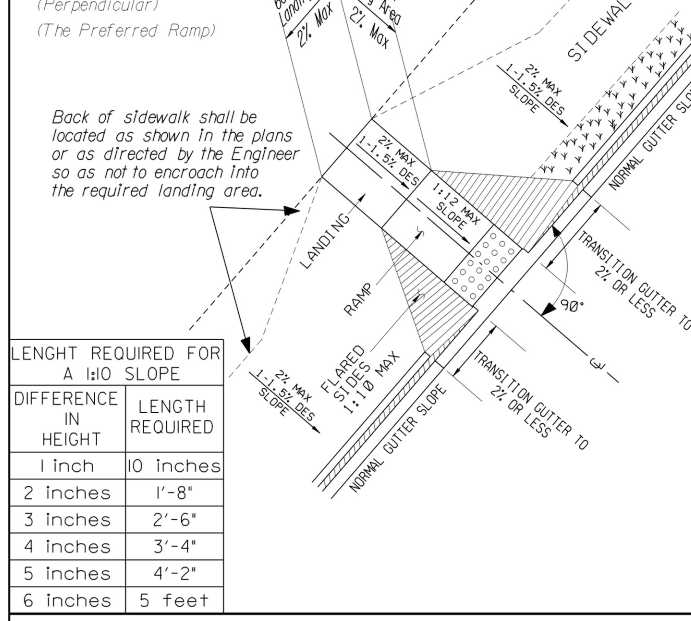 (Perpendicular)
(The Preferred Ramp)
2% Max
Area
2% Max
SIDEWAL
2% MAX
1-1.5% DES
SLOPE
NORMAL GUTTER SLO
Back of sidewalk shall be
located as shown in the plans
or as directed by the Engineer
so as not to encroach into
the required landing area.
2% MAX
1-1.5% DES
SLOPE
1:12 MAX
SLOPE
LANDING
RAMP
FLARED
SIDES
1:10 MAX
TRANSITION GUTTER TO
2% OR LESS
90°
TRANSITION GUTTER TO
2% OR LESS
NORMAL GUTTER SLOPE
2% MAX
1-1.5% DES
SLOPE
LENGHT REQUIRED FOR
A 1:10 SLOPE
DIFFERENCE
IN
HEIGHT
LENGTH
REQUIRED
1 inch 10 inches
2 inches 1'-8"
3 inches 2'-6"
4 inches 3'-4"
5 inches 4'-2"
6 inches 5 feet